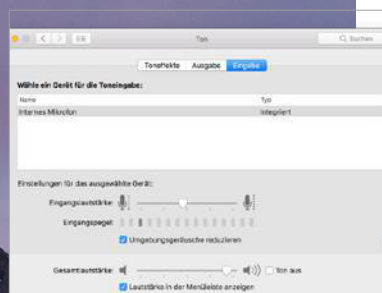 Ton
Suchen
Toneffekte Ausgabe Eingabe
Wähle ein Gerät für die Toneingabe:
Name Typ
Internes Mikrofon Integriert
Einstellungen für das ausgewählte Gerät:
Eingangslautstärke:
Eingangspegel:
Umgebungsgeräusche reduzieren
Gesamtlautstärke: Ton aus
Lautstärke in der Menüleiste anzeigen